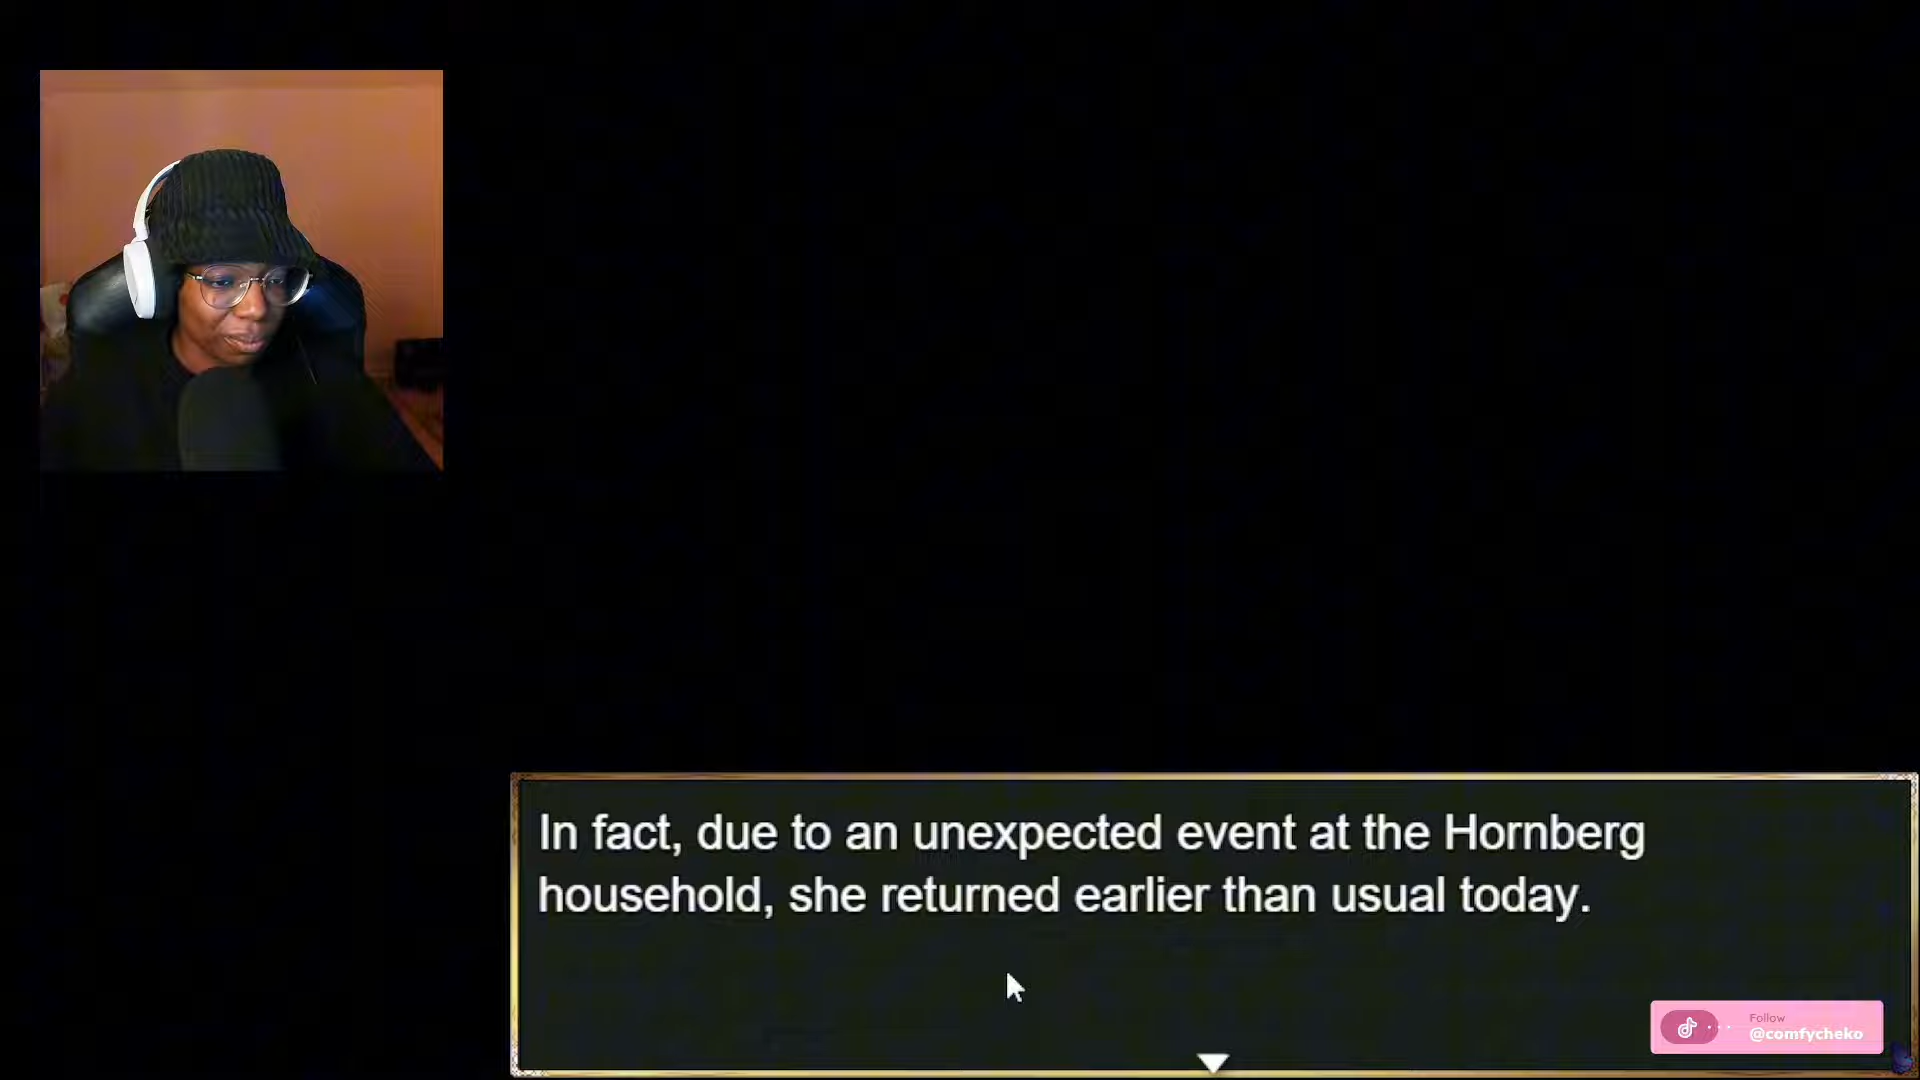 In fact, due to an unexpected event at the Hornberg
household, she returned earlier than usual today.
Follow
@comfycheko